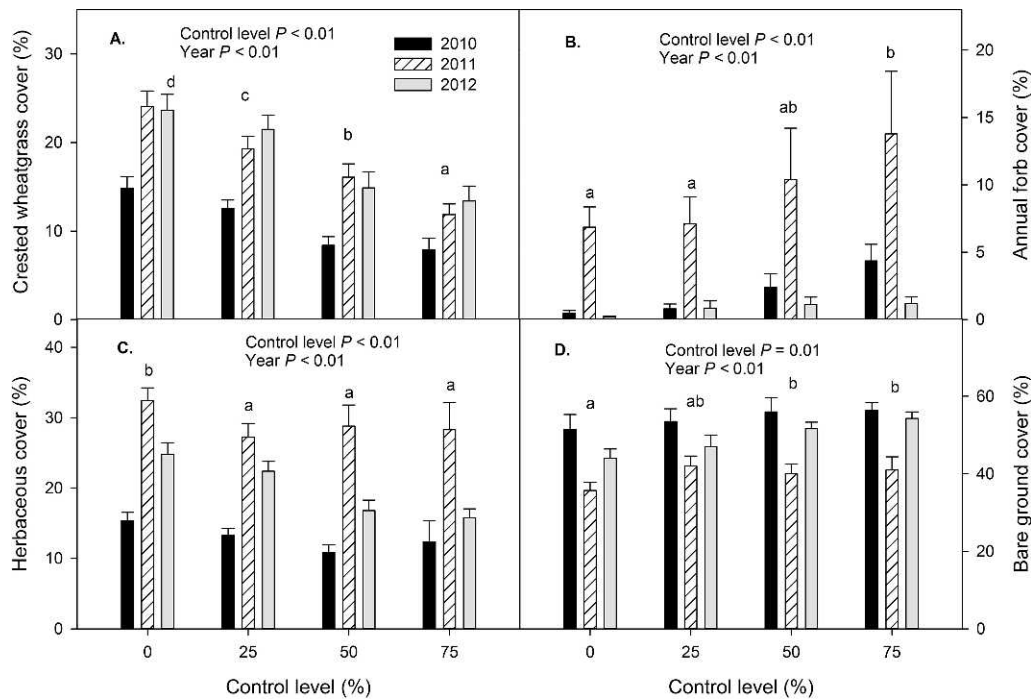 A.
Control level P < 0.01
Year P < 0.01
2010
2011
2012
Crested wheatgrass cover (%)
30
20
10
0
d
c
b
a
B.
Control level P < 0.01
Year P < 0.01
Annual forb cover (%)
20
15
10
5
0
a
a
ab
b
C.
Control level P < 0.01
Year P < 0.01
Herbaceous cover (%)
40
30
20
10
0
b
a
a
a
0
25
50
75
Control level (%)
D.
Control level P = 0.01
Year P < 0.01
Bare ground cover (%)
60
40
20
0
a
ab
b
b
0
25
50
75
Control level (%)